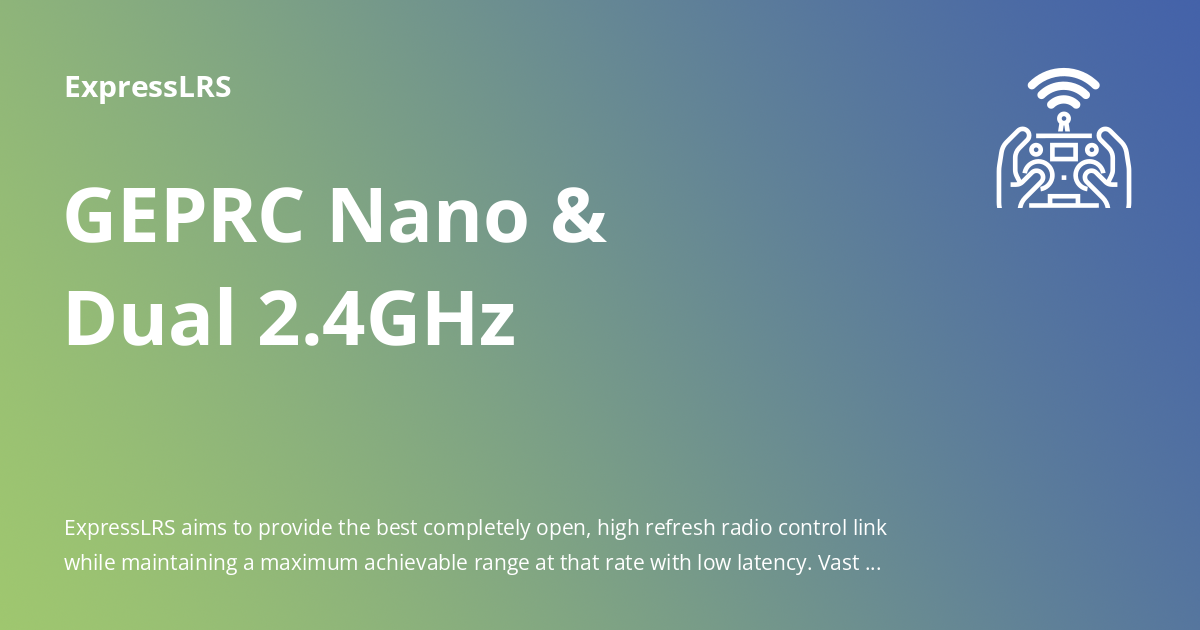 ExpressLRS
GEPRC Nano &
Dual 2.4GHz
ExpressLRS aims to provide the best completely open, high refresh radio control link
while maintaining a maximum achievable range at that rate with low latency. Vast ...